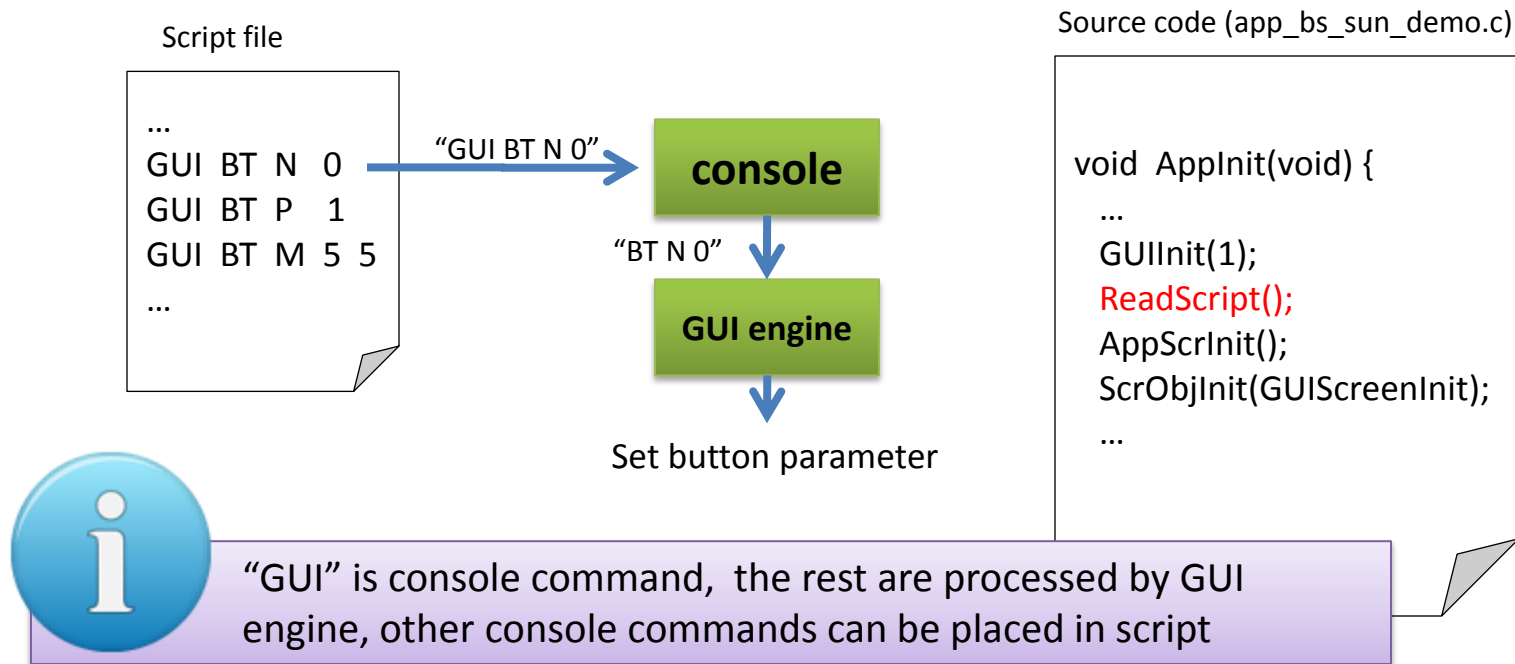 Script file
…
GUI BT N 0
GUI BT P 1
GUI BT M 5 5
…
“GUI BT N 0”
console
“BT N 0”
GUI engine
Set button parameter
Source code (app_bs_sun_demo.c)
void AppInit(void) {
…
GUIInit(1);
ReadScript();
AppScrInit();
ScrObjInit(GUIScreenInit);
…
i
“GUI” is console command, the rest are processed by GUI
engine, other console commands can be placed in script